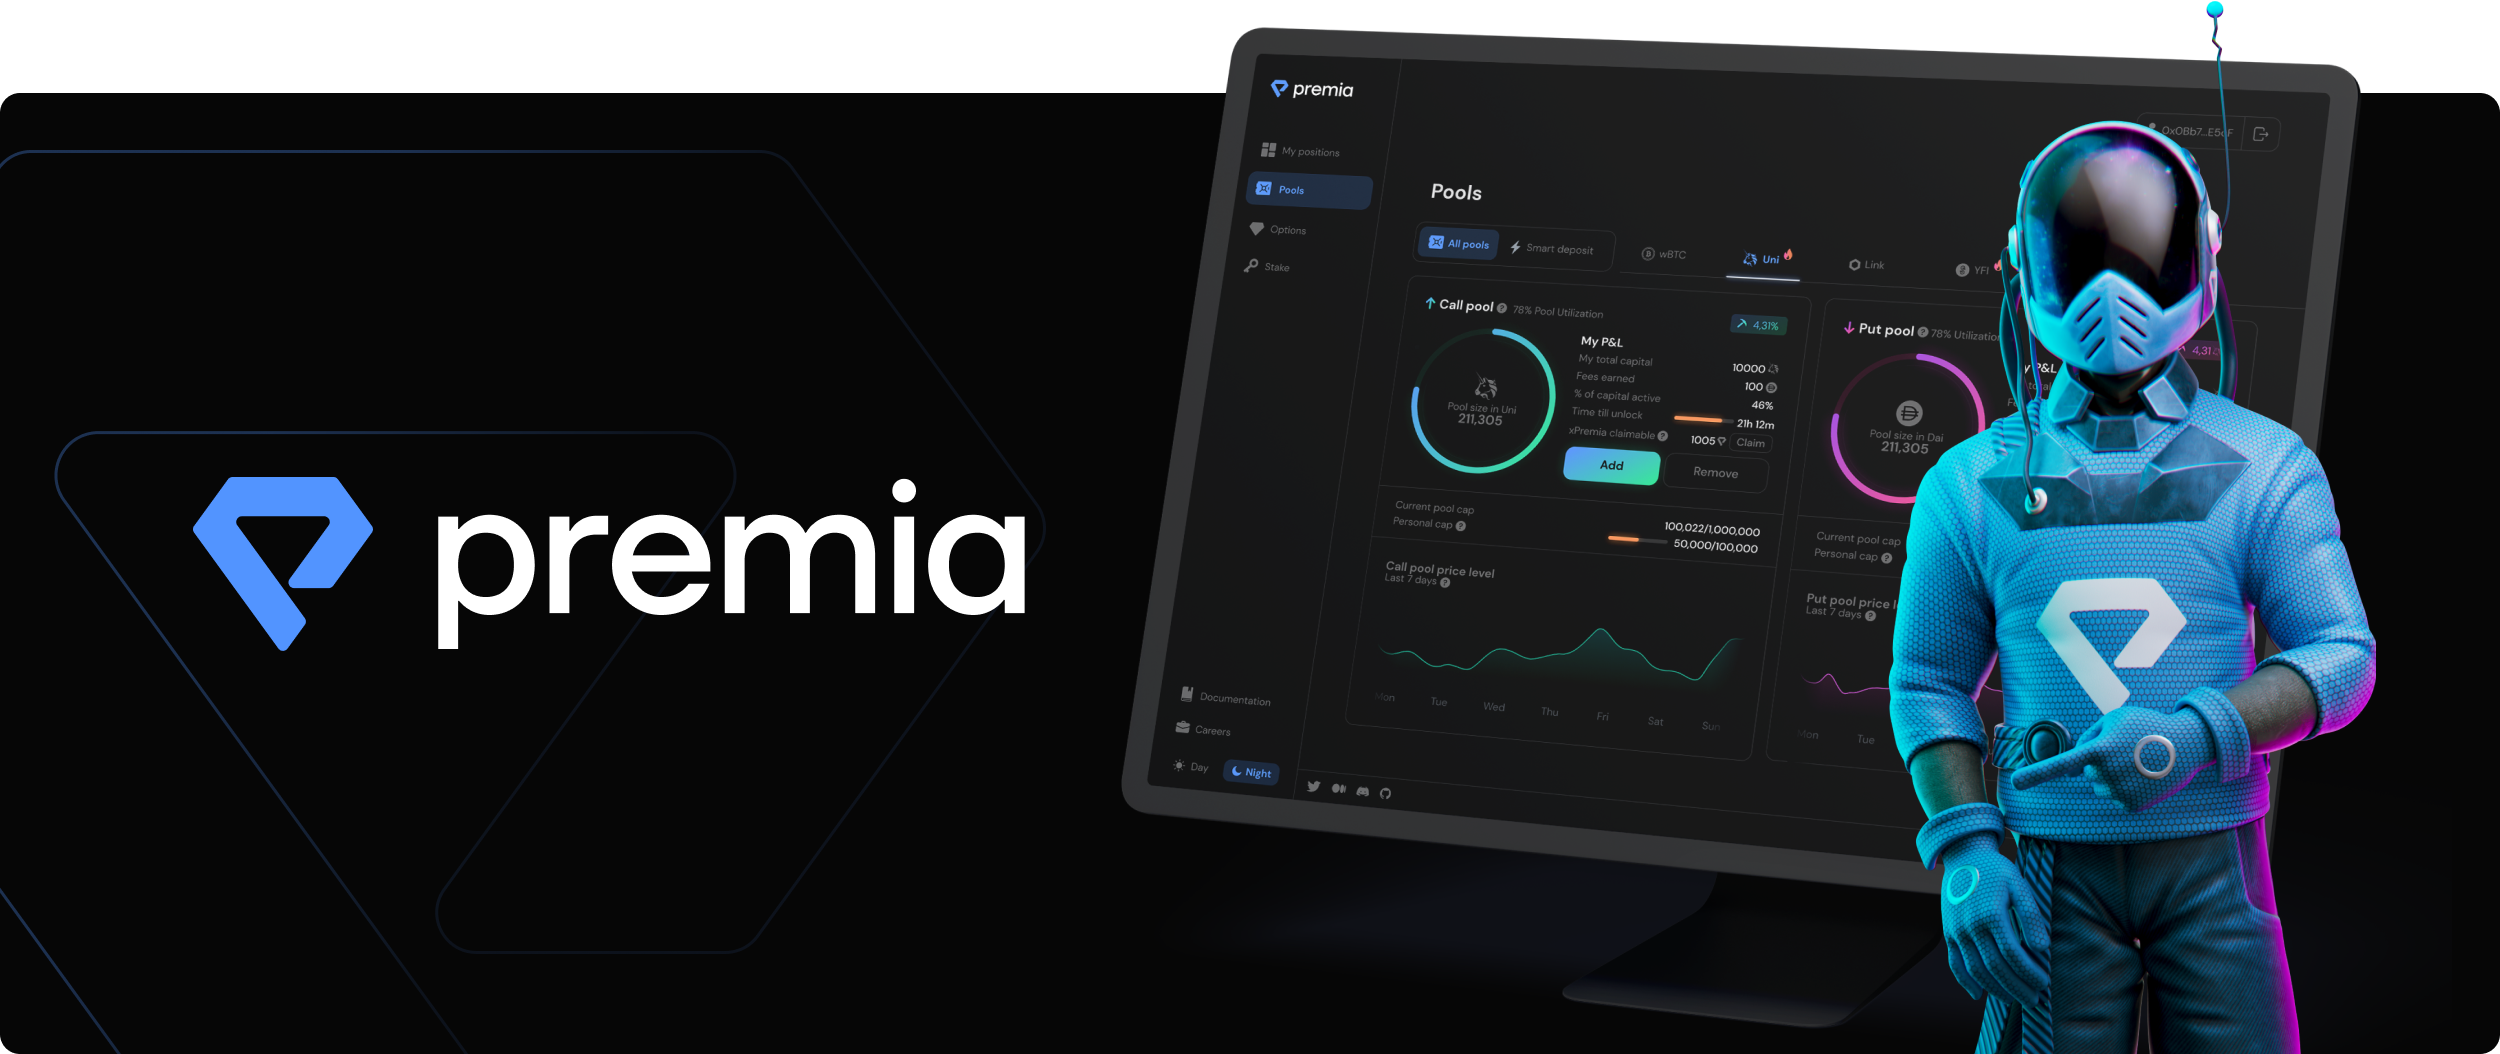 premia
premia
My positions
Pools
Options
Stake
Documentation
Careers
Day
Night
Pools
All pools
Smart deposit
wBTC
Uni
Link
YFI
Call pool
78% Pool Utilization
4,31%
Pool size in Uni
211,305
My P&L
My total capital
10000
Fees earned
100
% of capital active
46%
Time till unlock
21h 12m
xPremia claimable
1005
Claim
Add
Remove
Current pool cap
100,022/1,000,000
Personal cap
50,000/100,000
Call pool price level
Last 7 days
Mon Tue Wed Thu Fri Sat Sun
Put pool
78% Utilization
Pool size in Dai
211,305
Current pool cap
Personal cap
Put pool price
Last 7 days
Mon Tue